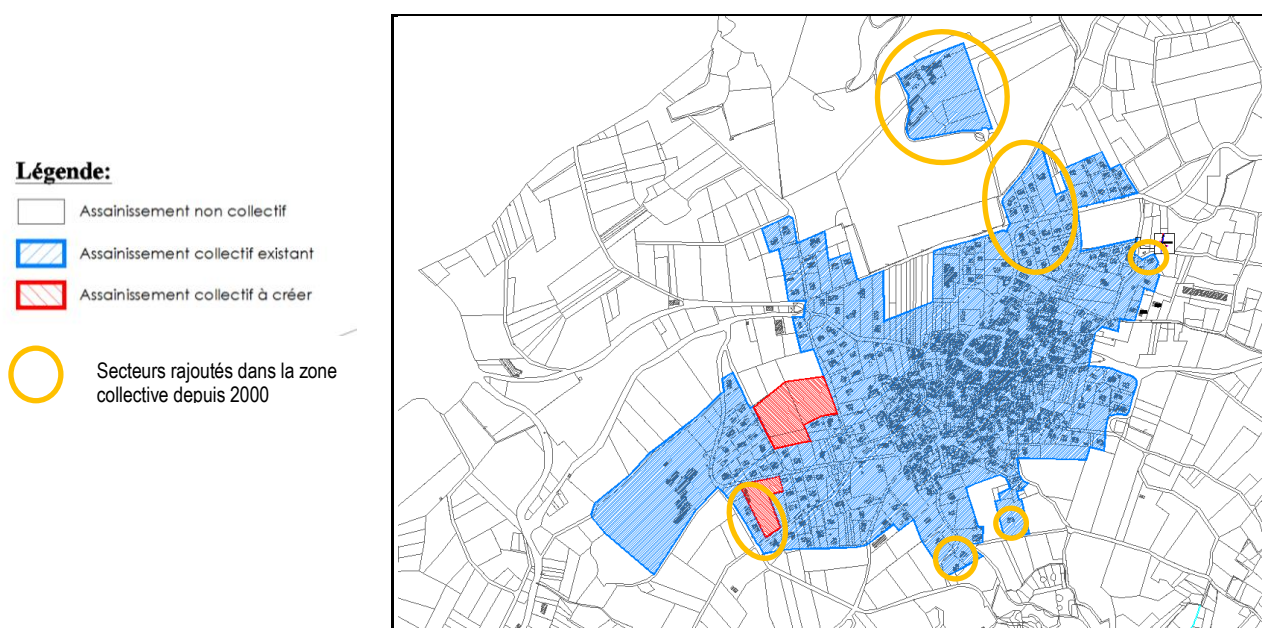 Légende:
Assainissement non collectif
Assainissement collectif existant
Assainissement collectif à créer
Secteurs rajoutés dans la zone
collective depuis 2000